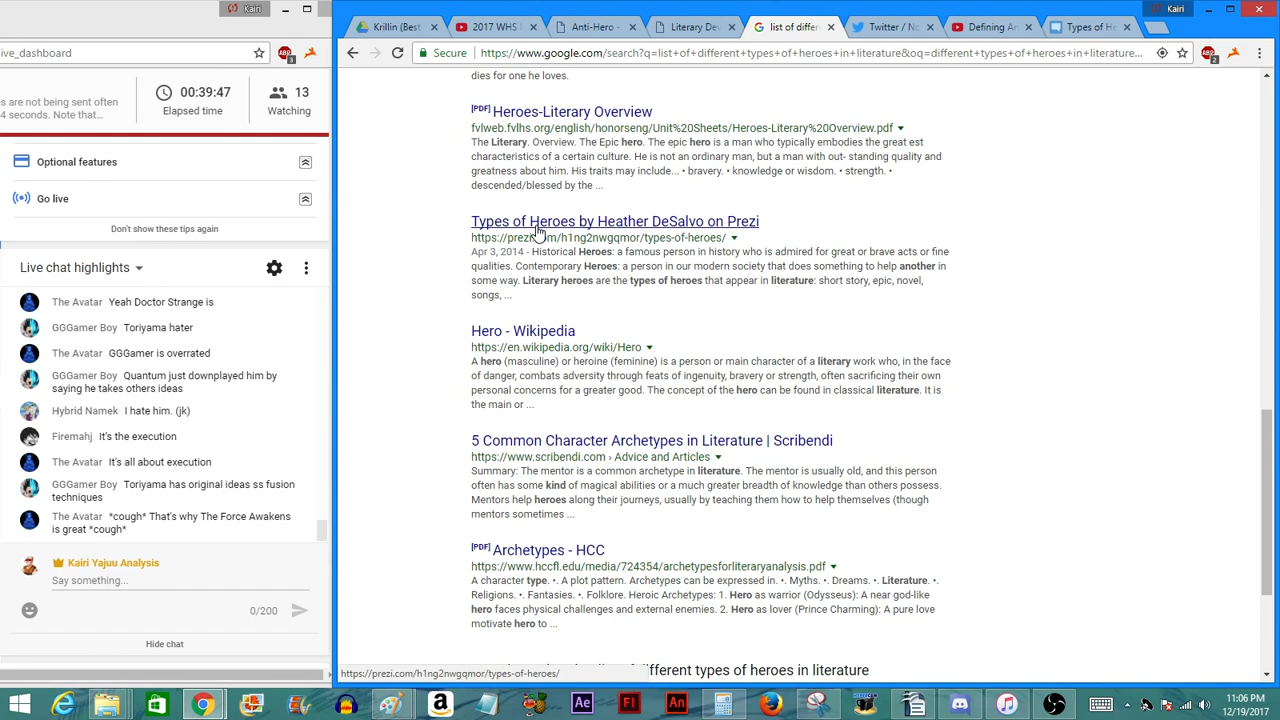 Kairi
ive_dashboard
es are not being sent often
4 seconds. Note that
00:39:47
Elapsed time
13
Watching
Optional features
Go live
Don't show these tips again
Live chat highlights
The Avatar Yeah Doctor Strange is
GGGamer Boy Toriyama hater
The Avatar GGGamer is overrated
GGGamer Boy Quantum just downplayed him by
saying he takes others ideas
Hybrid Namek I hate him. (jk)
Firemahj It's the execution
The Avatar It's all about execution
GGGamer Boy Toriyama has original ideas ss fusion
techniques
The Avatar *cough* That's why The Force Awakens
is great *cough*
Kairi Yajuu Analysis
Say something...
0/200
Hide chat
Krillin (Best
2017 WHS M
Anti-Hero -
Literary Dev
list of differ
Twitter / No
Defining An
Types of He
Kairi
Secure
https://www.google.com/search?q=list+of+different+types+of+heroes+in+literature&oq=different+types+of+heroes+in+literature...
dies for one he loves.
[PDF] Heroes-Literary Overview
fvlweb.fvlhs.org/english/honorseng/Unit%20Sheets/Heroes-Literary%20Overview.pdf
The Literary. Overview. The Epic hero. The epic hero is a man who typically embodies the great est
characteristics of a certain culture. He is not an ordinary man, but a man with out- standing quality and
greatness about him. His traits may include... • bravery. • knowledge or wisdom. • strength. •
descended/blessed by the ...
Types of Heroes by Heather DeSalvo on Prezi
https://prezi.com/h1ng2nwgqmor/types-of-heroes/
Apr 3, 2014 - Historical Heroes: a famous person in history who is admired for great or brave acts or fine
qualities. Contemporary Heroes: a person in our modern society that does something to help another in
some way. Literary heroes are the types of heroes that appear in literature: short story, epic, novel,
songs, ...
Hero - Wikipedia
https://en.wikipedia.org/wiki/Hero
A hero (masculine) or heroine (feminine) is a person or main character of a literary work who, in the face
of danger, combats adversity through feats of ingenuity, bravery or strength, often sacrificing their own
personal concerns for a greater good. The concept of the hero can be found in classical literature. It is
the main or ...
5 Common Character Archetypes in Literature | Scribendi
https://www.scribendi.com › Advice and Articles
Summary: The mentor is a common archetype in literature. The mentor is usually old, and this person
often has some kind of magical abilities or a much greater breadth of knowledge than others possess.
Mentors help heroes along their journeys, usually by teaching them how to help themselves (though
mentors sometimes ...
[PDF] Archetypes - HCC
https://www.hccfl.edu/media/724354/archetypesforliteraryanalysis.pdf
A character type. •. A plot pattern. Archetypes can be expressed in. •. Myths. •. Dreams. •. Literature. •.
Religions. •. Fantasies. •. Folklore. Heroic Archetypes: 1. Hero as warrior (Odysseus): A near god-like
hero faces physical challenges and external enemies. 2. Hero as lover (Prince Charming): A pure love
motivate hero to ...
different types of heroes in literature
https://prezi.com/h1ng2nwgqmor/types-of-heroes/
Ae
Fl
An
11:06 PM
12/19/2017